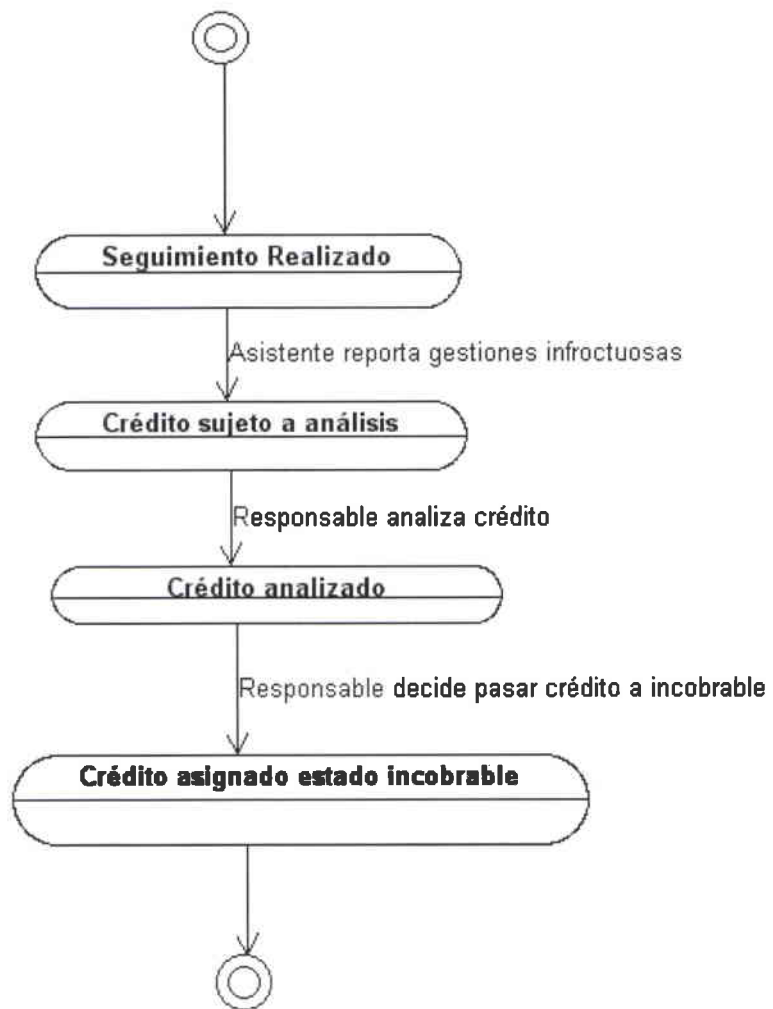 Seguimiento Realizado
Asistente reporta gestiones infroctuosas
Crédito sujeto a análisis
Responsable analiza crédito
Crédito analizado
Responsable decide pasar crédito a incobrable
Crédito asignado estado incobrable